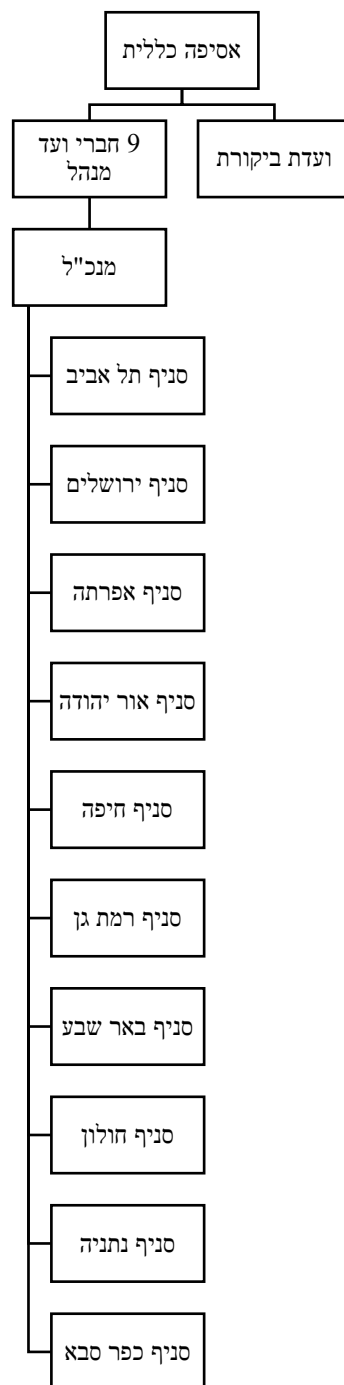 אסיפה כללית
ועדת ביקורת
9 חברי ועד
מנהל
מנכ"ל
סניף תל אביב
סניף ירושלים
סניף אפרתה
סניף אור יהודה
סניף חיפה
סניף רמת גן
סניף באר שבע
סניף חולון
סניף נתניה
סניף כפר סבא